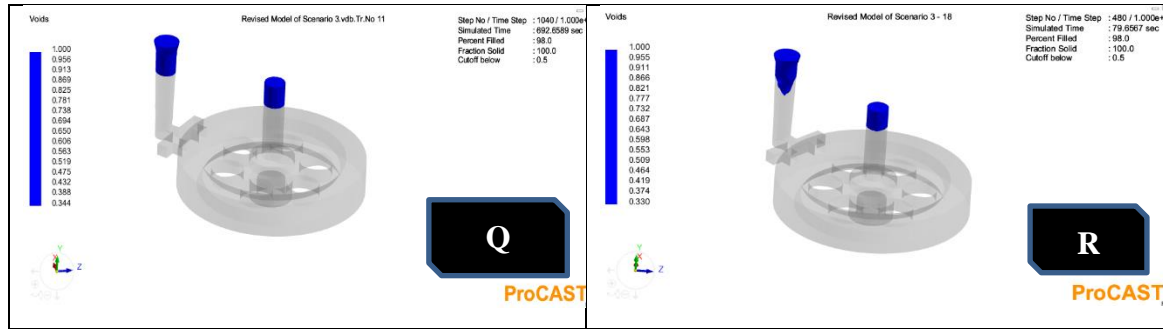 Voids
Revised Model of Scenario 3.vdb.Tr.No 11
Step No / Time Step : 1040 / 1.000e+
Simulated Time : 692.6589 sec
Percent Filled : 98.0
Fraction Solid : 100.0
Cutoff below : 0.5
1.000
0.956
0.913
0.869
0.825
0.781
0.738
0.694
0.650
0.606
0.563
0.519
0.475
0.432
0.388
0.344
Y
X
Z
Q
ProCAST
Voids
Revised Model of Scenario 3 - 18
Step No / Time Step : 480 / 1.000e+
Simulated Time : 79.6567 sec
Percent Filled : 98.0
Fraction Solid : 100.0
Cutoff below : 0.5
1.000
0.955
0.911
0.866
0.821
0.777
0.732
0.687
0.643
0.598
0.553
0.509
0.464
0.419
0.374
0.330
Y
X
Z
R
ProCAST